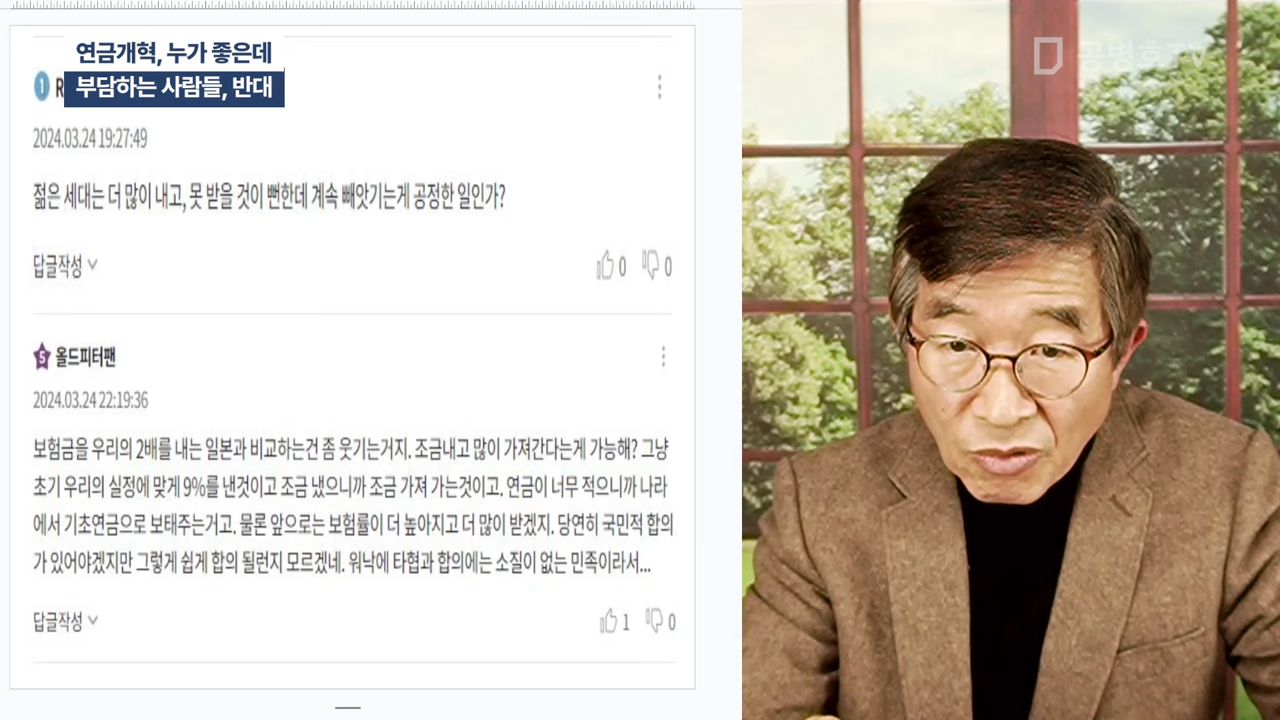 연금개혁, 누가 좋은데
부담하는 사람들, 반대
1 R
2024.03.24 19:27:49
젊은 세대는 더 많이 내고, 못 받을 것이 뻔한데 계속 빼앗기는게 공정한 일인가?
답글작성
0
0
S 올드피터팬
2024.03.24 22:19:36
보험금을 우리의 2배를 내는 일본과 비교하는건 좀 웃기는거지. 조금내고 많이 가져간다는게 가능해? 그냥
초기 우리의 실정에 맞게 9%를 낸것이고 조금 냈으니까 조금 가져 가는것이고. 연금이 너무 적으니까 나라
에서 기초연금으로 보태주는거고. 물론 앞으로는 보험률이 더 높아지고 더 많이 받겠지. 당연히 국민적 합의
가 있어야겠지만 그렇게 쉽게 합의 될런지 모르겠네. 워낙에 타협과 합의에는 소질이 없는 민족이라서...
답글작성
1
0
공병호TV